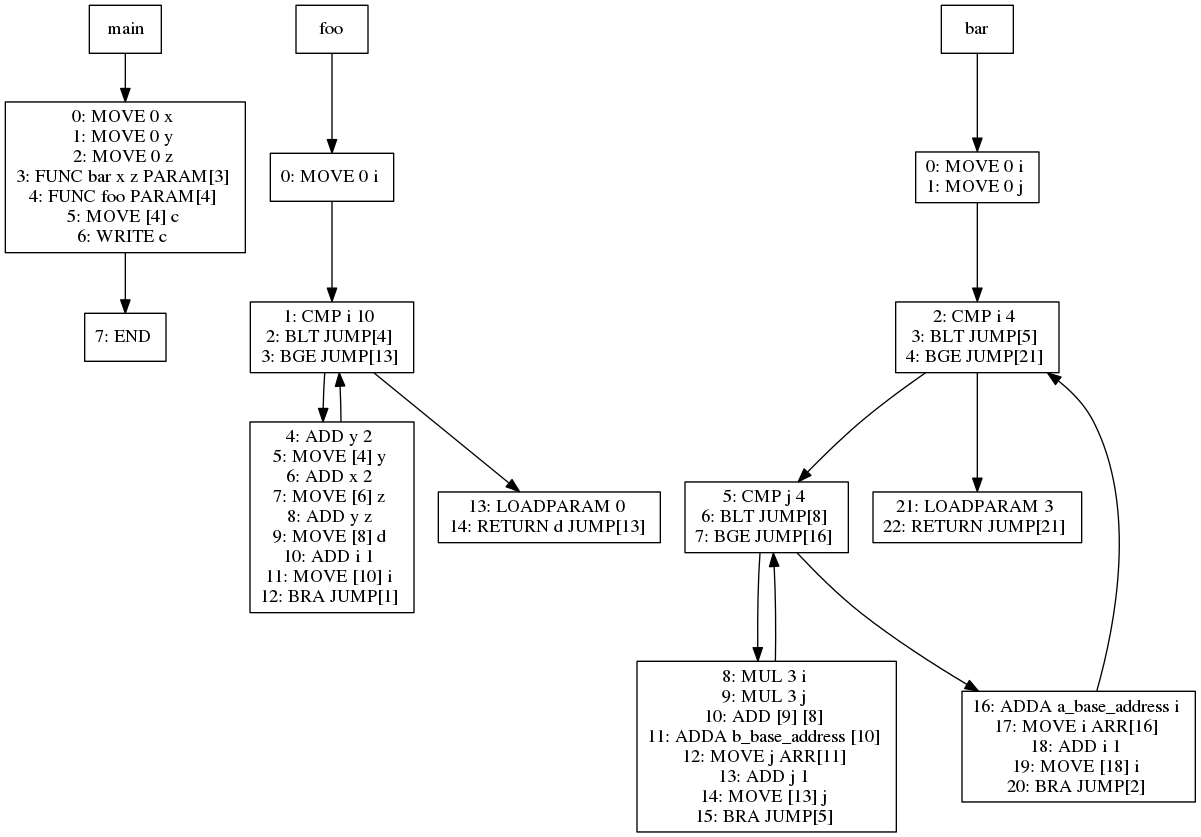 main
0: MOVE 0 x
1: MOVE 0 y
2: MOVE 0 z
3: FUNC bar x z PARAM[3]
4: FUNC foo PARAM[4]
5: MOVE [4] c
6: WRITE c
7: END
foo
0: MOVE 0 i
1: CMP i 10
2: BLT JUMP[4]
3: BGE JUMP[13]
4: ADD y 2
5: MOVE [4] y
6: ADD x 2
7: MOVE [6] z
8: ADD y z
9: MOVE [8] d
10: ADD i 1
11: MOVE [10] i
12: BRA JUMP[1]
13: LOADPARAM 0
14: RETURN d JUMP[13]
bar
0: MOVE 0 i
1: MOVE 0 j
2: CMP i 4
3: BLT JUMP[5]
4: BGE JUMP[21]
5: CMP j 4
6: BLT JUMP[8]
7: BGE JUMP[16]
21: LOADPARAM 3
22: RETURN JUMP[21]
8: MUL 3 i
9: MUL 3 j
10: ADD [9] [8]
11: ADDA b_base_address [10]
12: MOVE j ARR[11]
13: ADD j 1
14: MOVE [13] j
15: BRA JUMP[5]
16: ADDA a_base_address i
17: MOVE i ARR[16]
18: ADD i 1
19: MOVE [18] i
20: BRA JUMP[2]